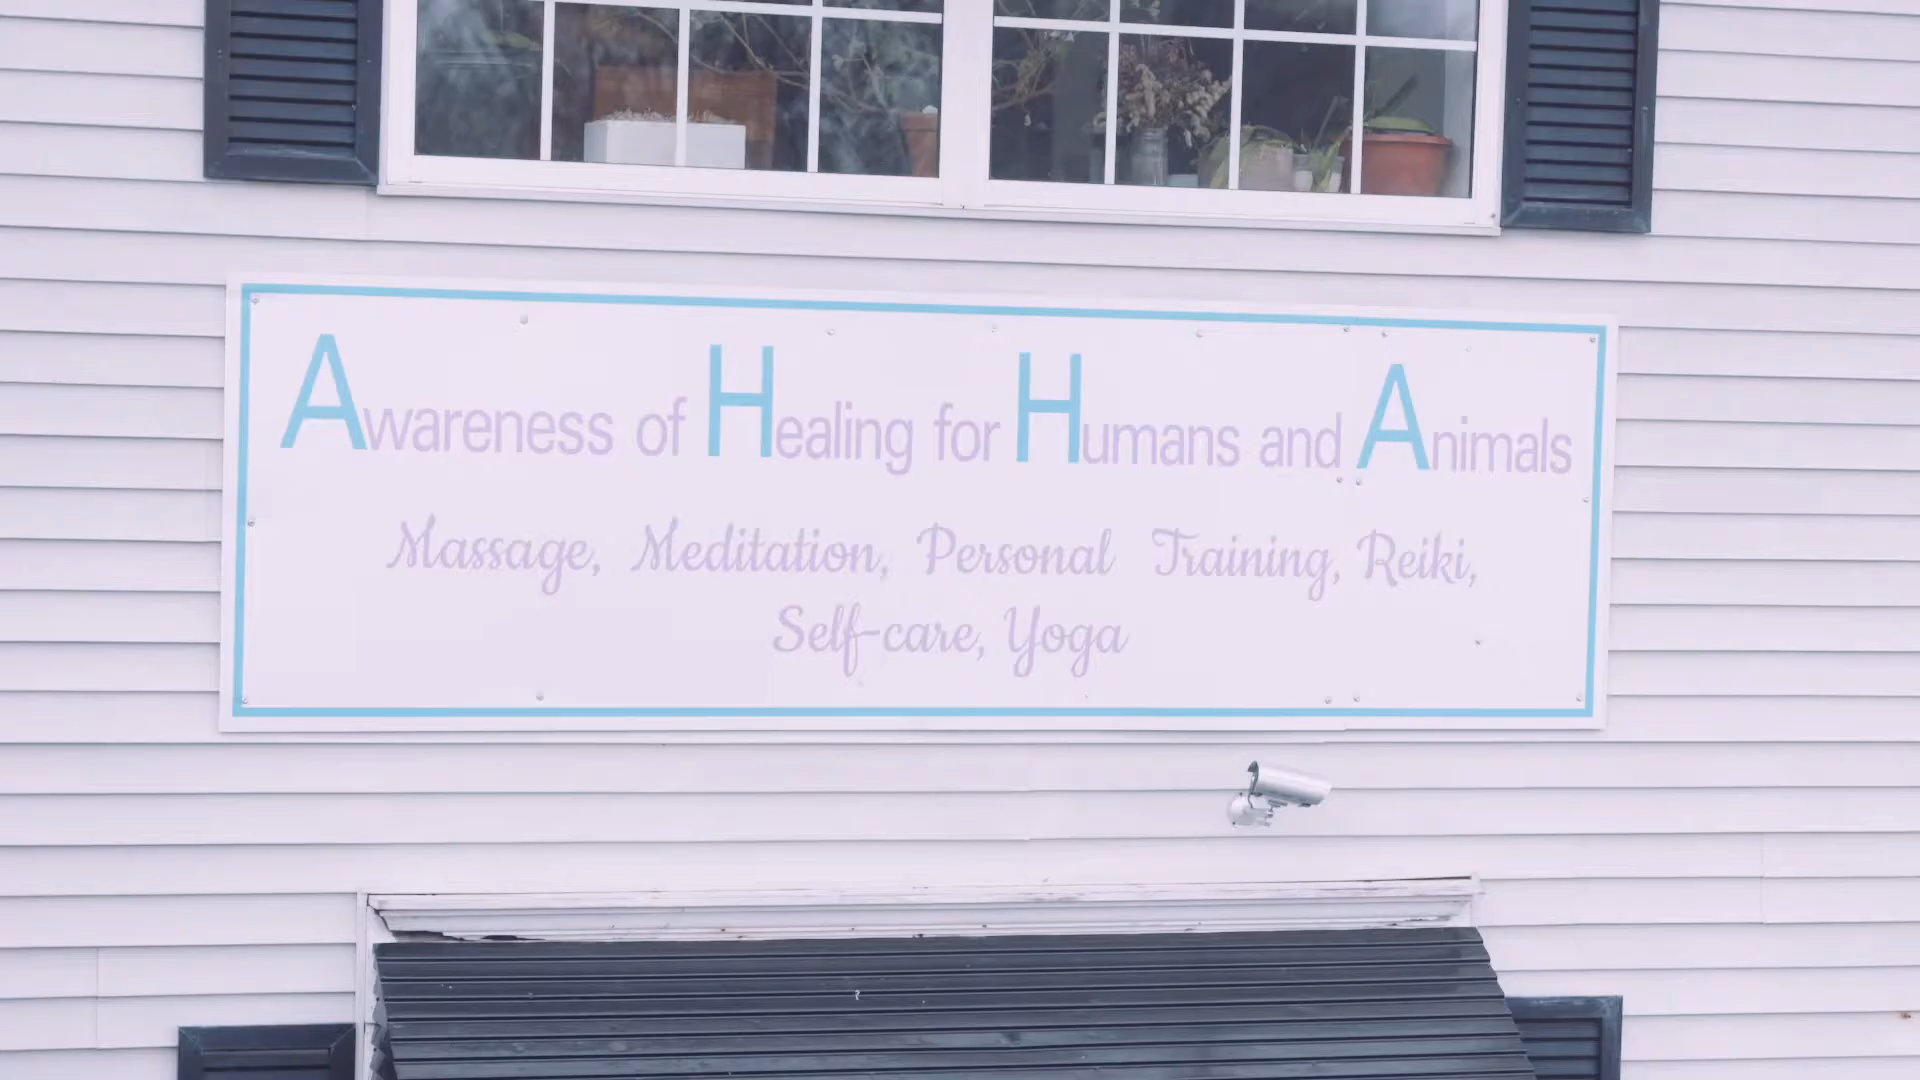 Awareness of Healing for Humans and Animals
Massage, Meditation, Personal Training, Reiki,
Self-care, Yoga